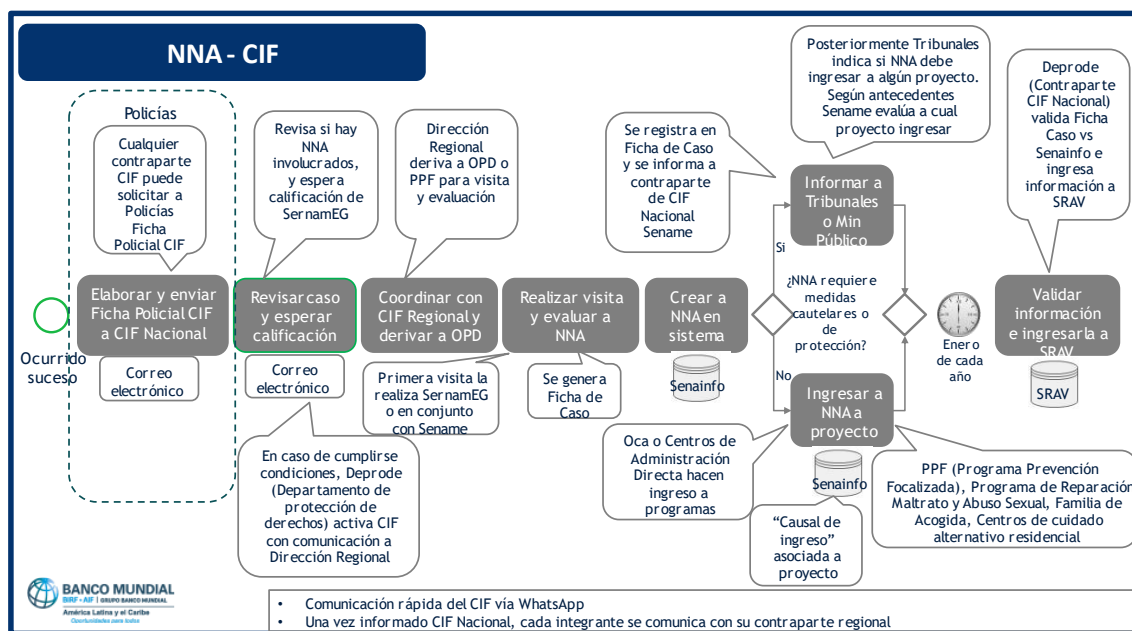 NNA - CIF
Policías
Cualquier
contraparte
CIF puede
solicitar a
Policías
Ficha
Policial CIF
Revisa si hay
NNA
involucrados,
y espera
calificación de
SernamEG
Dirección
Regional
deriva a OPD o
PPF para visita
y evaluación
Se registra en
Ficha de Caso
y se informa a
contraparte
de CIF
Nacional
Sename
Posteriormente Tribunales
indica si NNA debe
ingresar a algún proyecto.
Según antecedentes
Sename evalúa a cual
proyecto ingresar
Deprode
(Contraparte
CIF Nacional)
valida Ficha
Caso vs
Senainfo e
ingresa
información a
SRAV
Informar a
Tribunales
o Min
Público
Si
Ocurrido
suceso
Elaborar y enviar
Ficha Policial CIF
a CIF Nacional
Revisar caso
y esperar
calificación
Coordinar con
CIF Regional y
derivar a OPD
Realizar visita
y evaluar a
NNA
Crear a
NNA en
sistema
¿NNA requiere
medidas
cautelares o
de
protección?
Enero
de cada
año
Validar
información
e ingresarla a
SRAV
Correo
electrónico
Correo
electrónico
Primera visita la
realiza SernamEG
o en conjunto
con Sename
Se genera
Ficha de
Caso
Senainfo
No
SRAV
Ingresar a
NNA a
proyecto
En caso de cumplirse
condiciones, Deprode
(Departamento de
protección de
derechos) activa CIF
con comunicación a
Dirección Regional
Oca o Centros de
Administración
Directa hacen
ingreso a
programas
Senainfo
“Causal de
ingreso”
asociada a
proyecto
PPF (Programa Prevención
Focalizada), Programa de Reparación
Maltrato y Abuso Sexual, Familia de
Acogida, Centros de cuidado
alternativo residencial
BANCO MUNDIAL
BIRF - AIF | GRUPO BANCO MUNDIAL
América Latina y el Caribe
Oportunidades para todos
• Comunicación rápida del CIF vía WhatsApp
• Una vez informado CIF Nacional, cada integrante se comunica con su contraparte regional